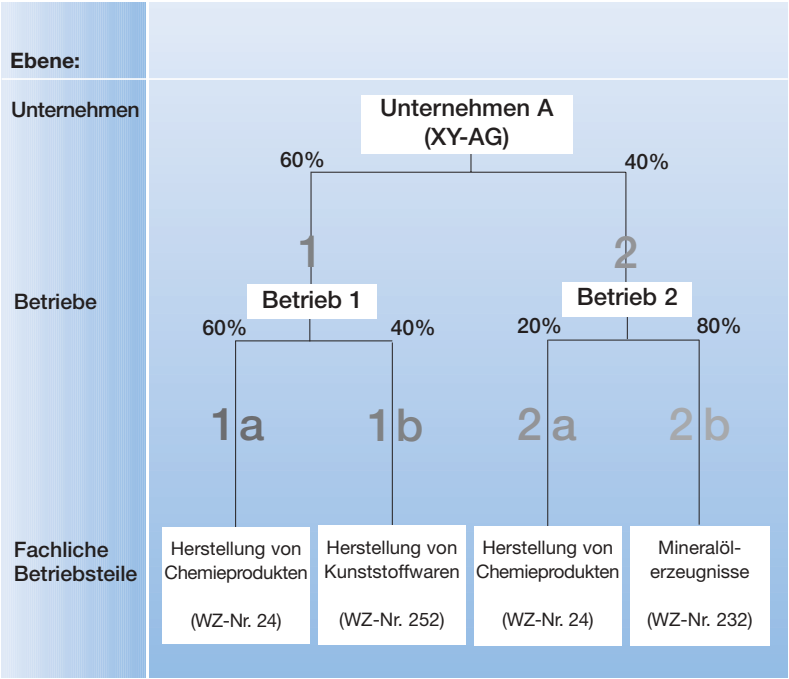 Ebene:
Unternehmen
Unternehmen A
(XY-AG)
60%
40%
1
2
Betriebe
Betrieb 1
Betrieb 2
60%
40%
20%
80%
1a
1b
2a
2b
Fachliche
Betriebsteile
Herstellung von
Chemieprodukten
(WZ-Nr. 24)
Herstellung von
Kunststoffwaren
(WZ-Nr. 252)
Herstellung von
Chemieprodukten
(WZ-Nr. 24)
Mineralöl-
erzeugnisse
(WZ-Nr. 232)